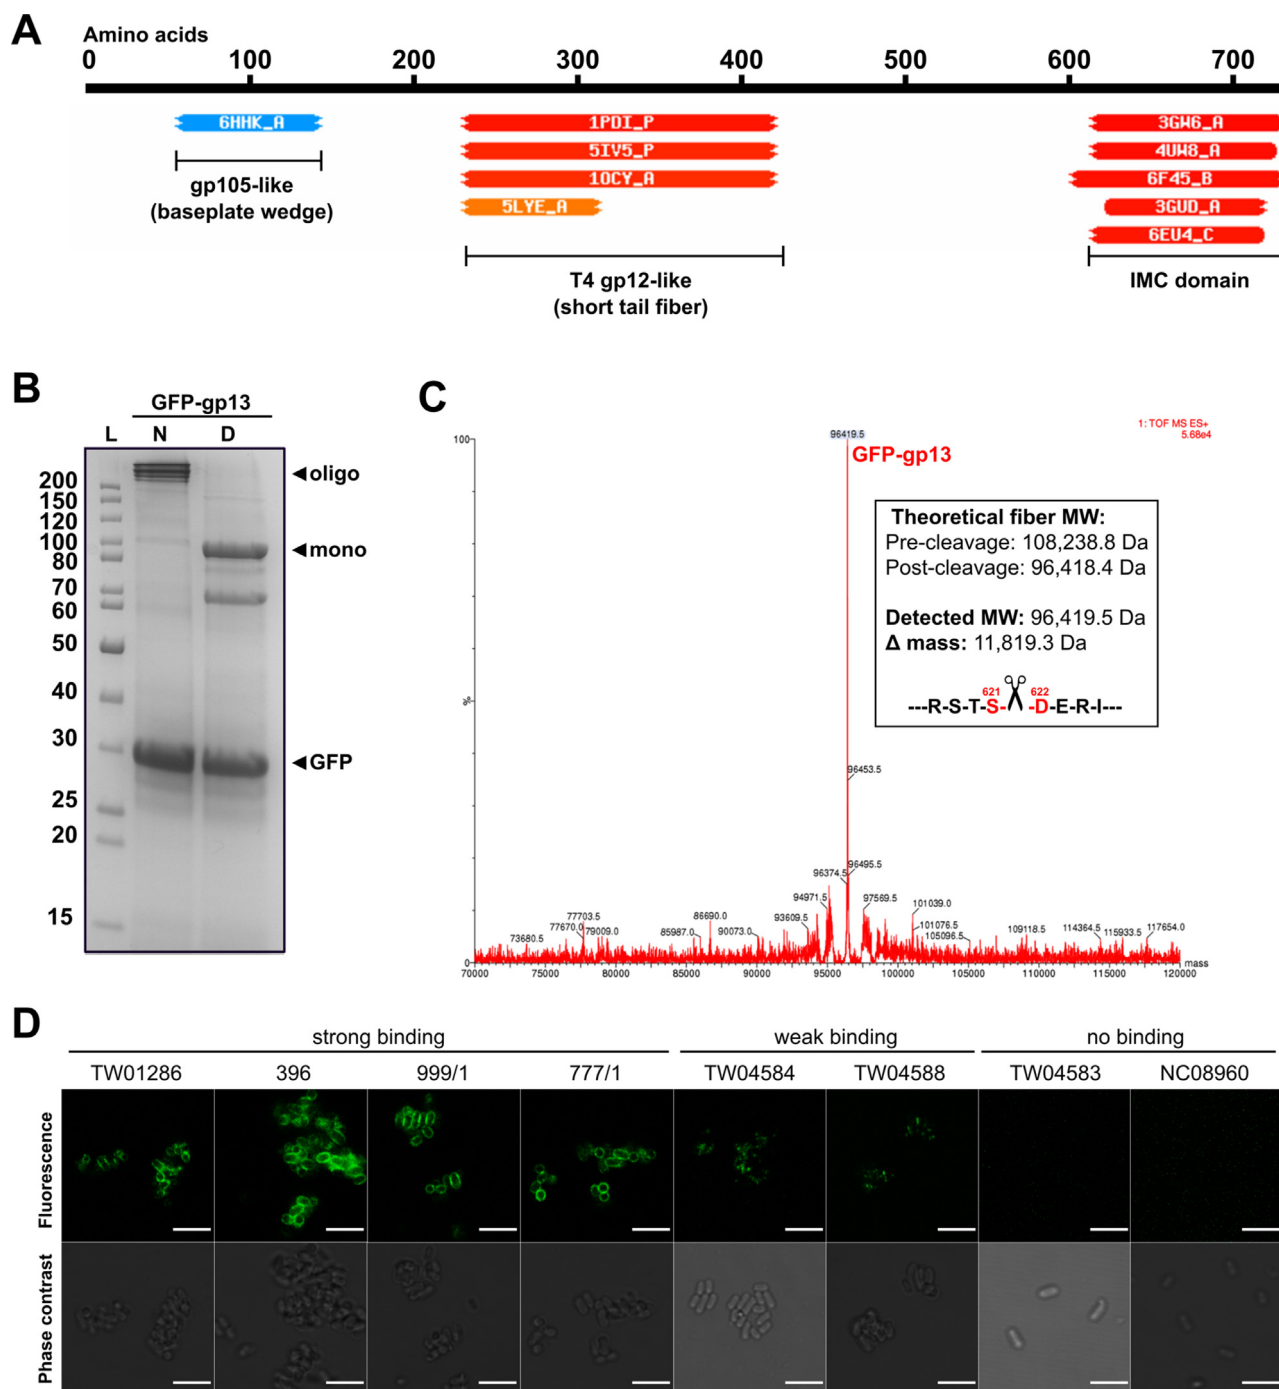 A
Amino acids
0 100 200 300 400 500 600 700
6HHK_A 1PDI_P 3GW6_A
5IV5_P 4UW8_A
1OCY_A 6F45_B
5LYE_A 3GUD_A
6EU4_C
gp105-like
(baseplate wedge)
T4 gp12-like
(short tail fiber)
IMC domain
B
GFP-gp13
L N D
200
150
120
100
80
70
60
50
40
30
25
20
15
oligo
mono
GFP
C
1: TOF MS ES+
5.68e4
100
%
0
96419.5
GFP-gp13
Theoretical fiber MW:
Pre-cleavage: 108,238.8 Da
Post-cleavage: 96,418.4 Da
Detected MW: 96,419.5 Da
Δ mass: 11,819.3 Da
621 622
---R-S-T-S- -D-E-R-I---
96453.5
96495.5
96374.5
94971.5
97569.5
93609.5
101039.0
101076.5
105096.5
109118.5
114364.5
115933.5
117654.0
73680.5
77670.0
77703.5
79009.0
85987.0
86690.0
90073.0
70000 75000 80000 85000 90000 95000 100000 105000 110000 115000 120000 mass
D
strong binding weak binding no binding
TW01286 396 999/1 777/1 TW04584 TW04588 TW04583 NC08960
Fluorescence
Phase contrast